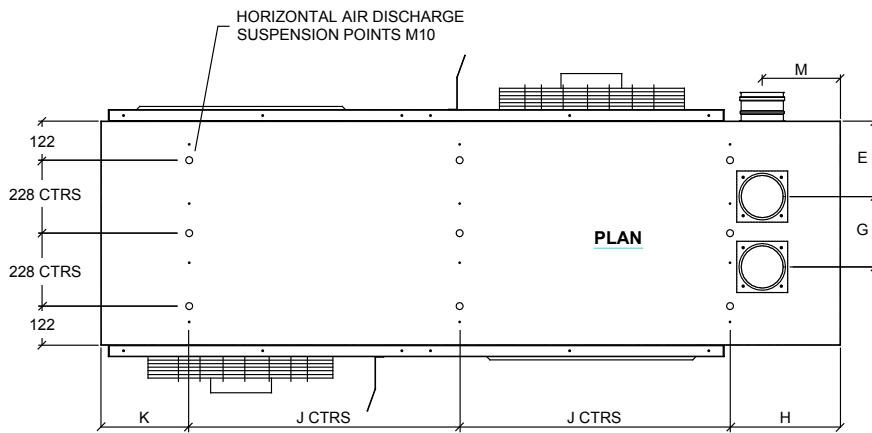 HORIZONTAL AIR DISCHARGE
SUSPENSION POINTS M10
M
122
E
228 CTRS
PLAN
G
228 CTRS
122
K
J CTRS
J CTRS
H